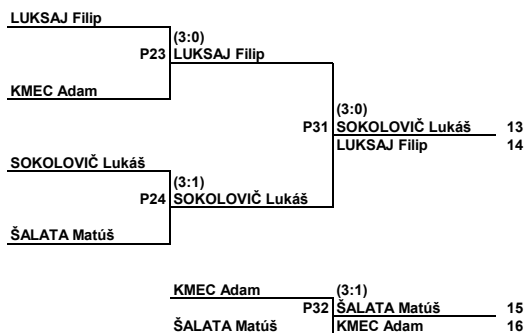 LUKSAJ Filip
(3:0)
P23 LUKSAJ Filip
KMEC Adam
(3:0)
P31 SOKOLOVIČ Lukáš 13
LUKSAJ Filip 14
SOKOLOVIČ Lukáš
(3:1)
P24 SOKOLOVIČ Lukáš
ŠALATA Matúš
KMEC Adam (3:1)
P32 ŠALATA Matúš 15
ŠALATA Matúš KMEC Adam 16